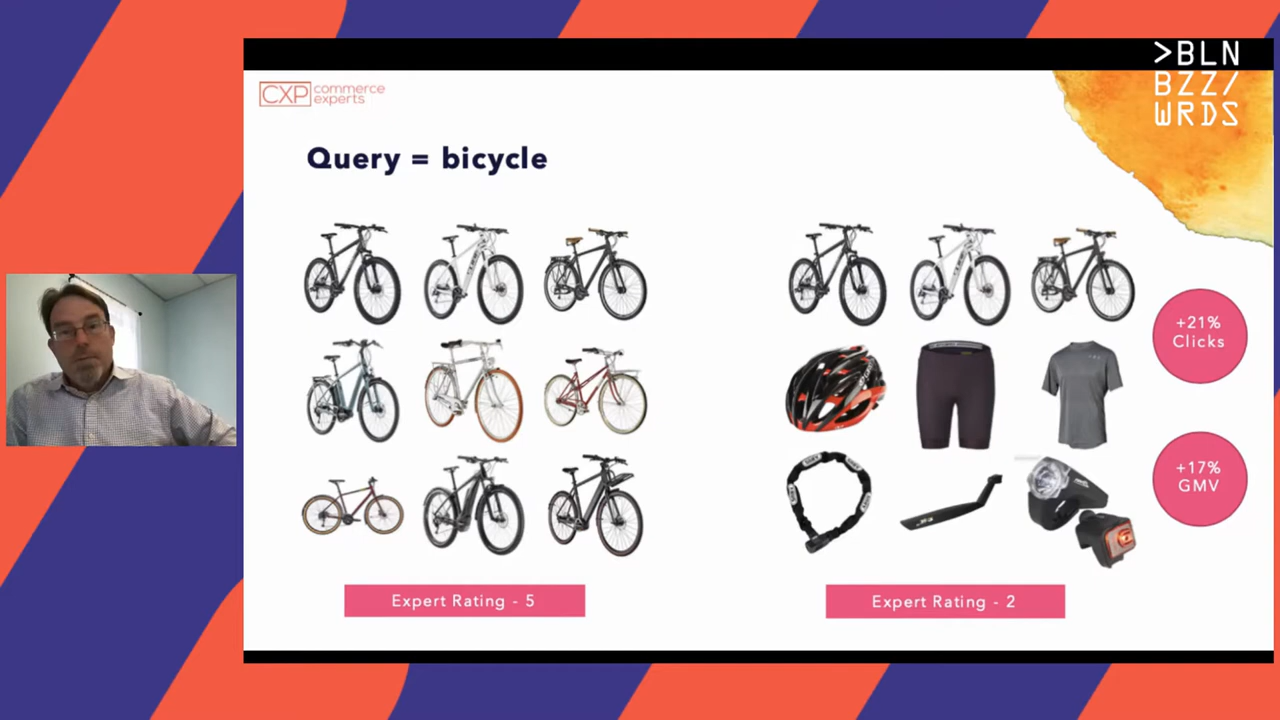 >BLN
BZZ/
WRDS
CXP commerce
experts
Query = bicycle
+21%
Clicks
+17%
GMV
Expert Rating - 5
Expert Rating - 2